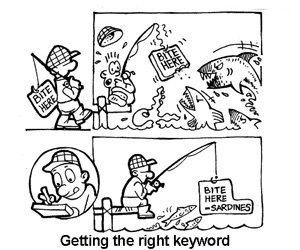 BITE
HERE
BITE
HERE
BITE
HERE
-SARDINES
Getting the right keyword